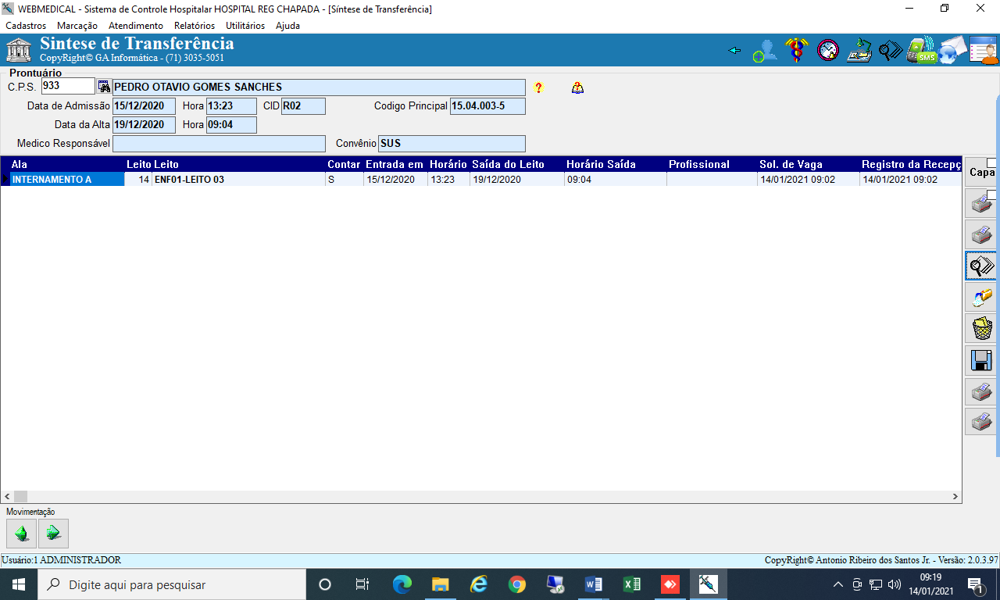 WEBMEDICAL - Sistema de Controle Hospitalar HOSPITAL REG CHAPADA - [Síntese de Transferência]
Cadastros Marcação Atendimento Relatórios Utilitários Ajuda
Sintese de Transferência
CopyRight© GA Informática - (71) 3035-5051
SMS
Prontuário
C.P.S. 933 PEDRO OTAVIO GOMES SANCHES ? ?
Data de Admissão 15/12/2020 Hora 13:23 CID R02 Codigo Principal 15.04.003-5
Data da Alta 19/12/2020 Hora 09:04
Medico Responsável Convênio SUS
Ala Leito Leito Contar Entrada em Horário Saída do Leito Horário Saída Profissional Sol. de Vaga Registro da Recepç
INTERNAMENTO A 14 ENF01-LEITO 03 S 15/12/2020 13:23 19/12/2020 09:04 14/01/2021 09:02 14/01/2021 09:02
Capa
Movimentação
Usuário:1 ADMINISTRADOR CopyRight© Antonio Ribeiro dos Santos Jr. - Versão: 2.0.3.97
Digite aqui para pesquisar
09:19
14/01/2021
1